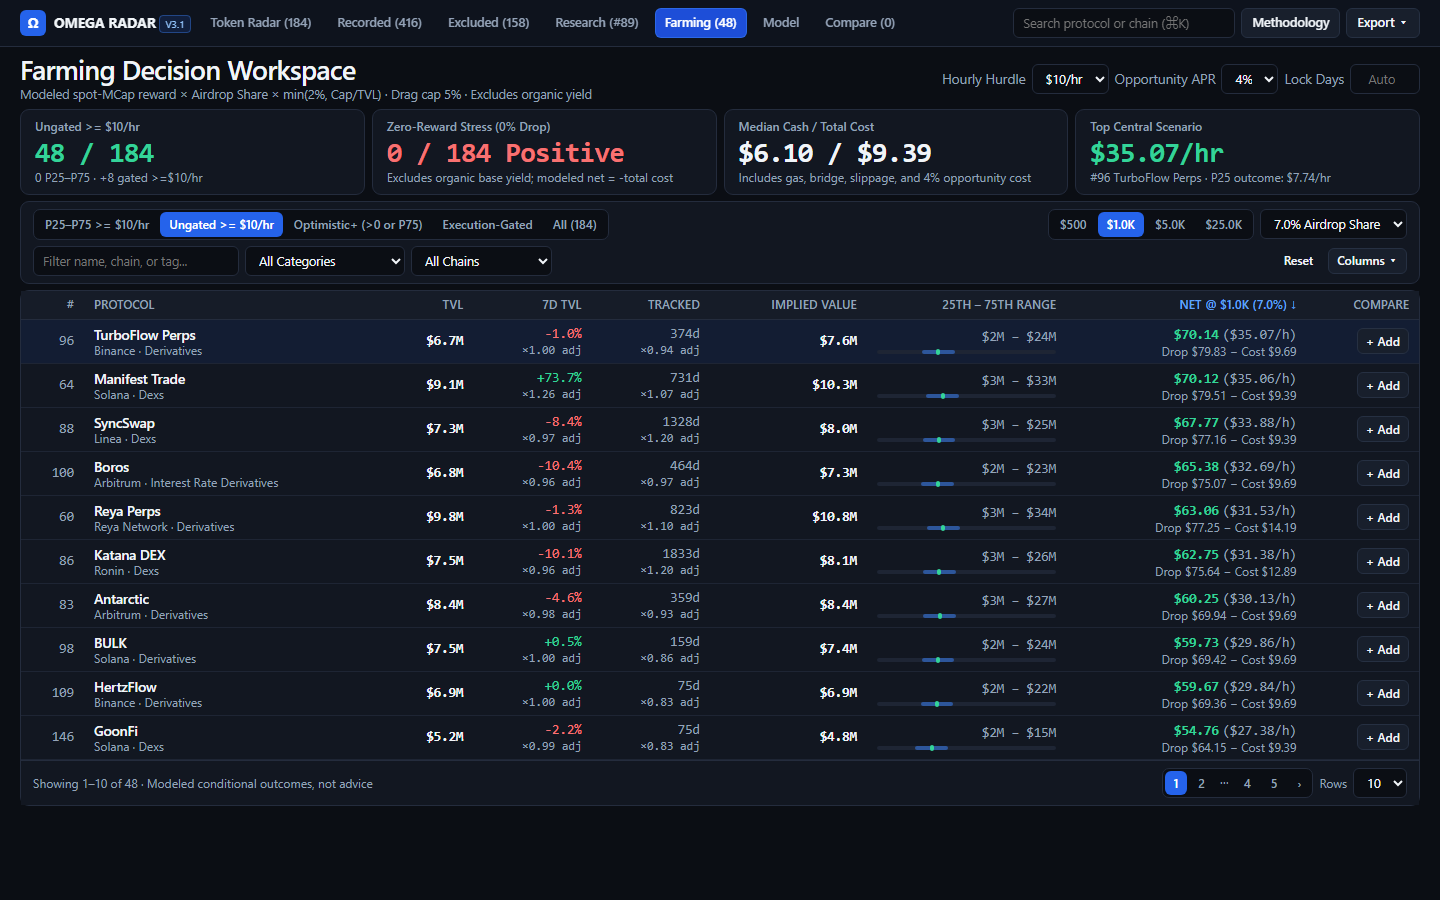 Ω OMEGA RADAR V3.1 Token Radar (184) Recorded (416) Excluded (158) Research (#89) Farming (48) Model Compare (0) Search protocol or chain (⌘K) Methodology Export
Farming Decision Workspace
Modeled spot-MCap reward × Airdrop Share × min(2%, Cap/TVL) · Drag cap 5% · Excludes organic yield
Hourly Hurdle $10/hr Opportunity APR 4% Lock Days Auto
Ungated >= $10/hr
48 / 184
0 P25–P75 · +8 gated >=$10/hr
Zero-Reward Stress (0% Drop)
0 / 184 Positive
Excludes organic base yield; modeled net = -total cost
Median Cash / Total Cost
$6.10 / $9.39
Includes gas, bridge, slippage, and 4% opportunity cost
Top Central Scenario
$35.07/hr
#96 TurboFlow Perps · P25 outcome: $7.74/hr
P25–P75 >= $10/hr Ungated >= $10/hr Optimistic+ (>0 or P75) Execution-Gated All (184) $500 $1.0K $5.0K $25.0K 7.0% Airdrop Share
Filter name, chain, or tag... All Categories All Chains Reset Columns
# PROTOCOL TVL 7D TVL TRACKED IMPLIED VALUE 25TH – 75TH RANGE NET @ $1.0K (7.0%) ↓ COMPARE
96 TurboFlow Perps $6.7M -1.0% 374d $7.6M $2M – $24M $70.14 ($35.07/h) + Add
Binance · Derivatives ×1.00 adj ×0.94 adj Drop $79.83 – Cost $9.69
64 Manifest Trade $9.1M +73.7% 731d $10.3M $3M – $33M $70.12 ($35.06/h) + Add
Solana · Dexs ×1.26 adj ×1.07 adj Drop $79.51 – Cost $9.39
88 SyncSwap $7.3M -8.4% 1328d $8.0M $3M – $25M $67.77 ($33.88/h) + Add
Linea · Dexs ×0.97 adj ×1.20 adj Drop $77.16 – Cost $9.39
100 Boros $6.8M -10.4% 464d $7.3M $2M – $23M $65.38 ($32.69/h) + Add
Arbitrum · Interest Rate Derivatives ×0.96 adj ×0.97 adj Drop $75.07 – Cost $9.69
60 Reya Perps $9.8M -1.3% 823d $10.8M $3M – $34M $63.06 ($31.53/h) + Add
Reya Network · Derivatives ×1.00 adj ×1.10 adj Drop $77.25 – Cost $14.19
86 Katana DEX $7.5M -10.1% 1833d $8.1M $3M – $26M $62.75 ($31.38/h) + Add
Ronin · Dexs ×0.96 adj ×1.20 adj Drop $75.64 – Cost $12.89
83 Antarctic $8.4M -4.6% 359d $8.4M $3M – $27M $60.25 ($30.13/h) + Add
Arbitrum · Derivatives ×0.98 adj ×0.93 adj Drop $69.94 – Cost $9.69
98 BULK $7.5M +0.5% 159d $7.4M $2M – $24M $59.73 ($29.86/h) + Add
Solana · Derivatives ×1.00 adj ×0.86 adj Drop $69.42 – Cost $9.69
109 HertzFlow $6.9M +0.0% 75d $6.9M $2M – $22M $59.67 ($29.84/h) + Add
Binance · Derivatives ×1.00 adj ×0.83 adj Drop $69.36 – Cost $9.69
146 GoonFi $5.2M -2.2% 75d $4.8M $2M – $15M $54.76 ($27.38/h) + Add
Solana · Dexs ×0.99 adj ×0.83 adj Drop $64.15 – Cost $9.39
Showing 1–10 of 48 · Modeled conditional outcomes, not advice 1 2 ··· 4 5 › Rows 10